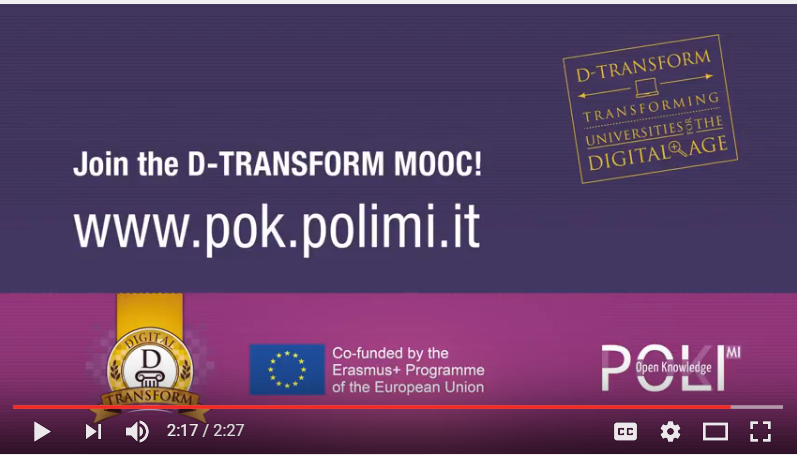 D-TRANSFORM
TRANSFORMING
UNIVERSITIES FOR THE
DIGITAL AGE
Join the D-TRANSFORM MOOC!
www.pok.polimi.it
DIGITAL
D
TRANSFORM
Co-funded by the
Erasmus+ Programme
of the European Union
POLI MI
Open Knowledge
2:17 / 2:27
CC